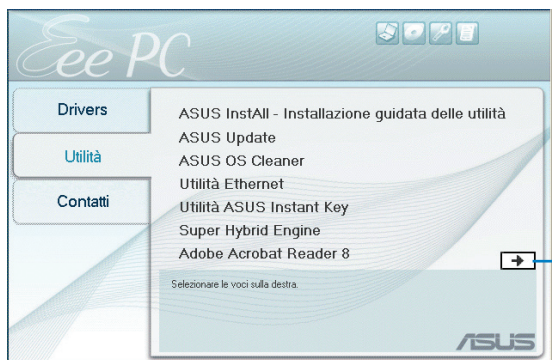 Eee PC
Drivers
Utilità
Contatti
ASUS InstAll - Installazione guidata delle utilità
ASUS Update
ASUS OS Cleaner
Utilità Ethernet
Utilità ASUS Instant Key
Super Hybrid Engine
Adobe Acrobat Reader 8
Selezionare le voci sulla destra.
ASUS